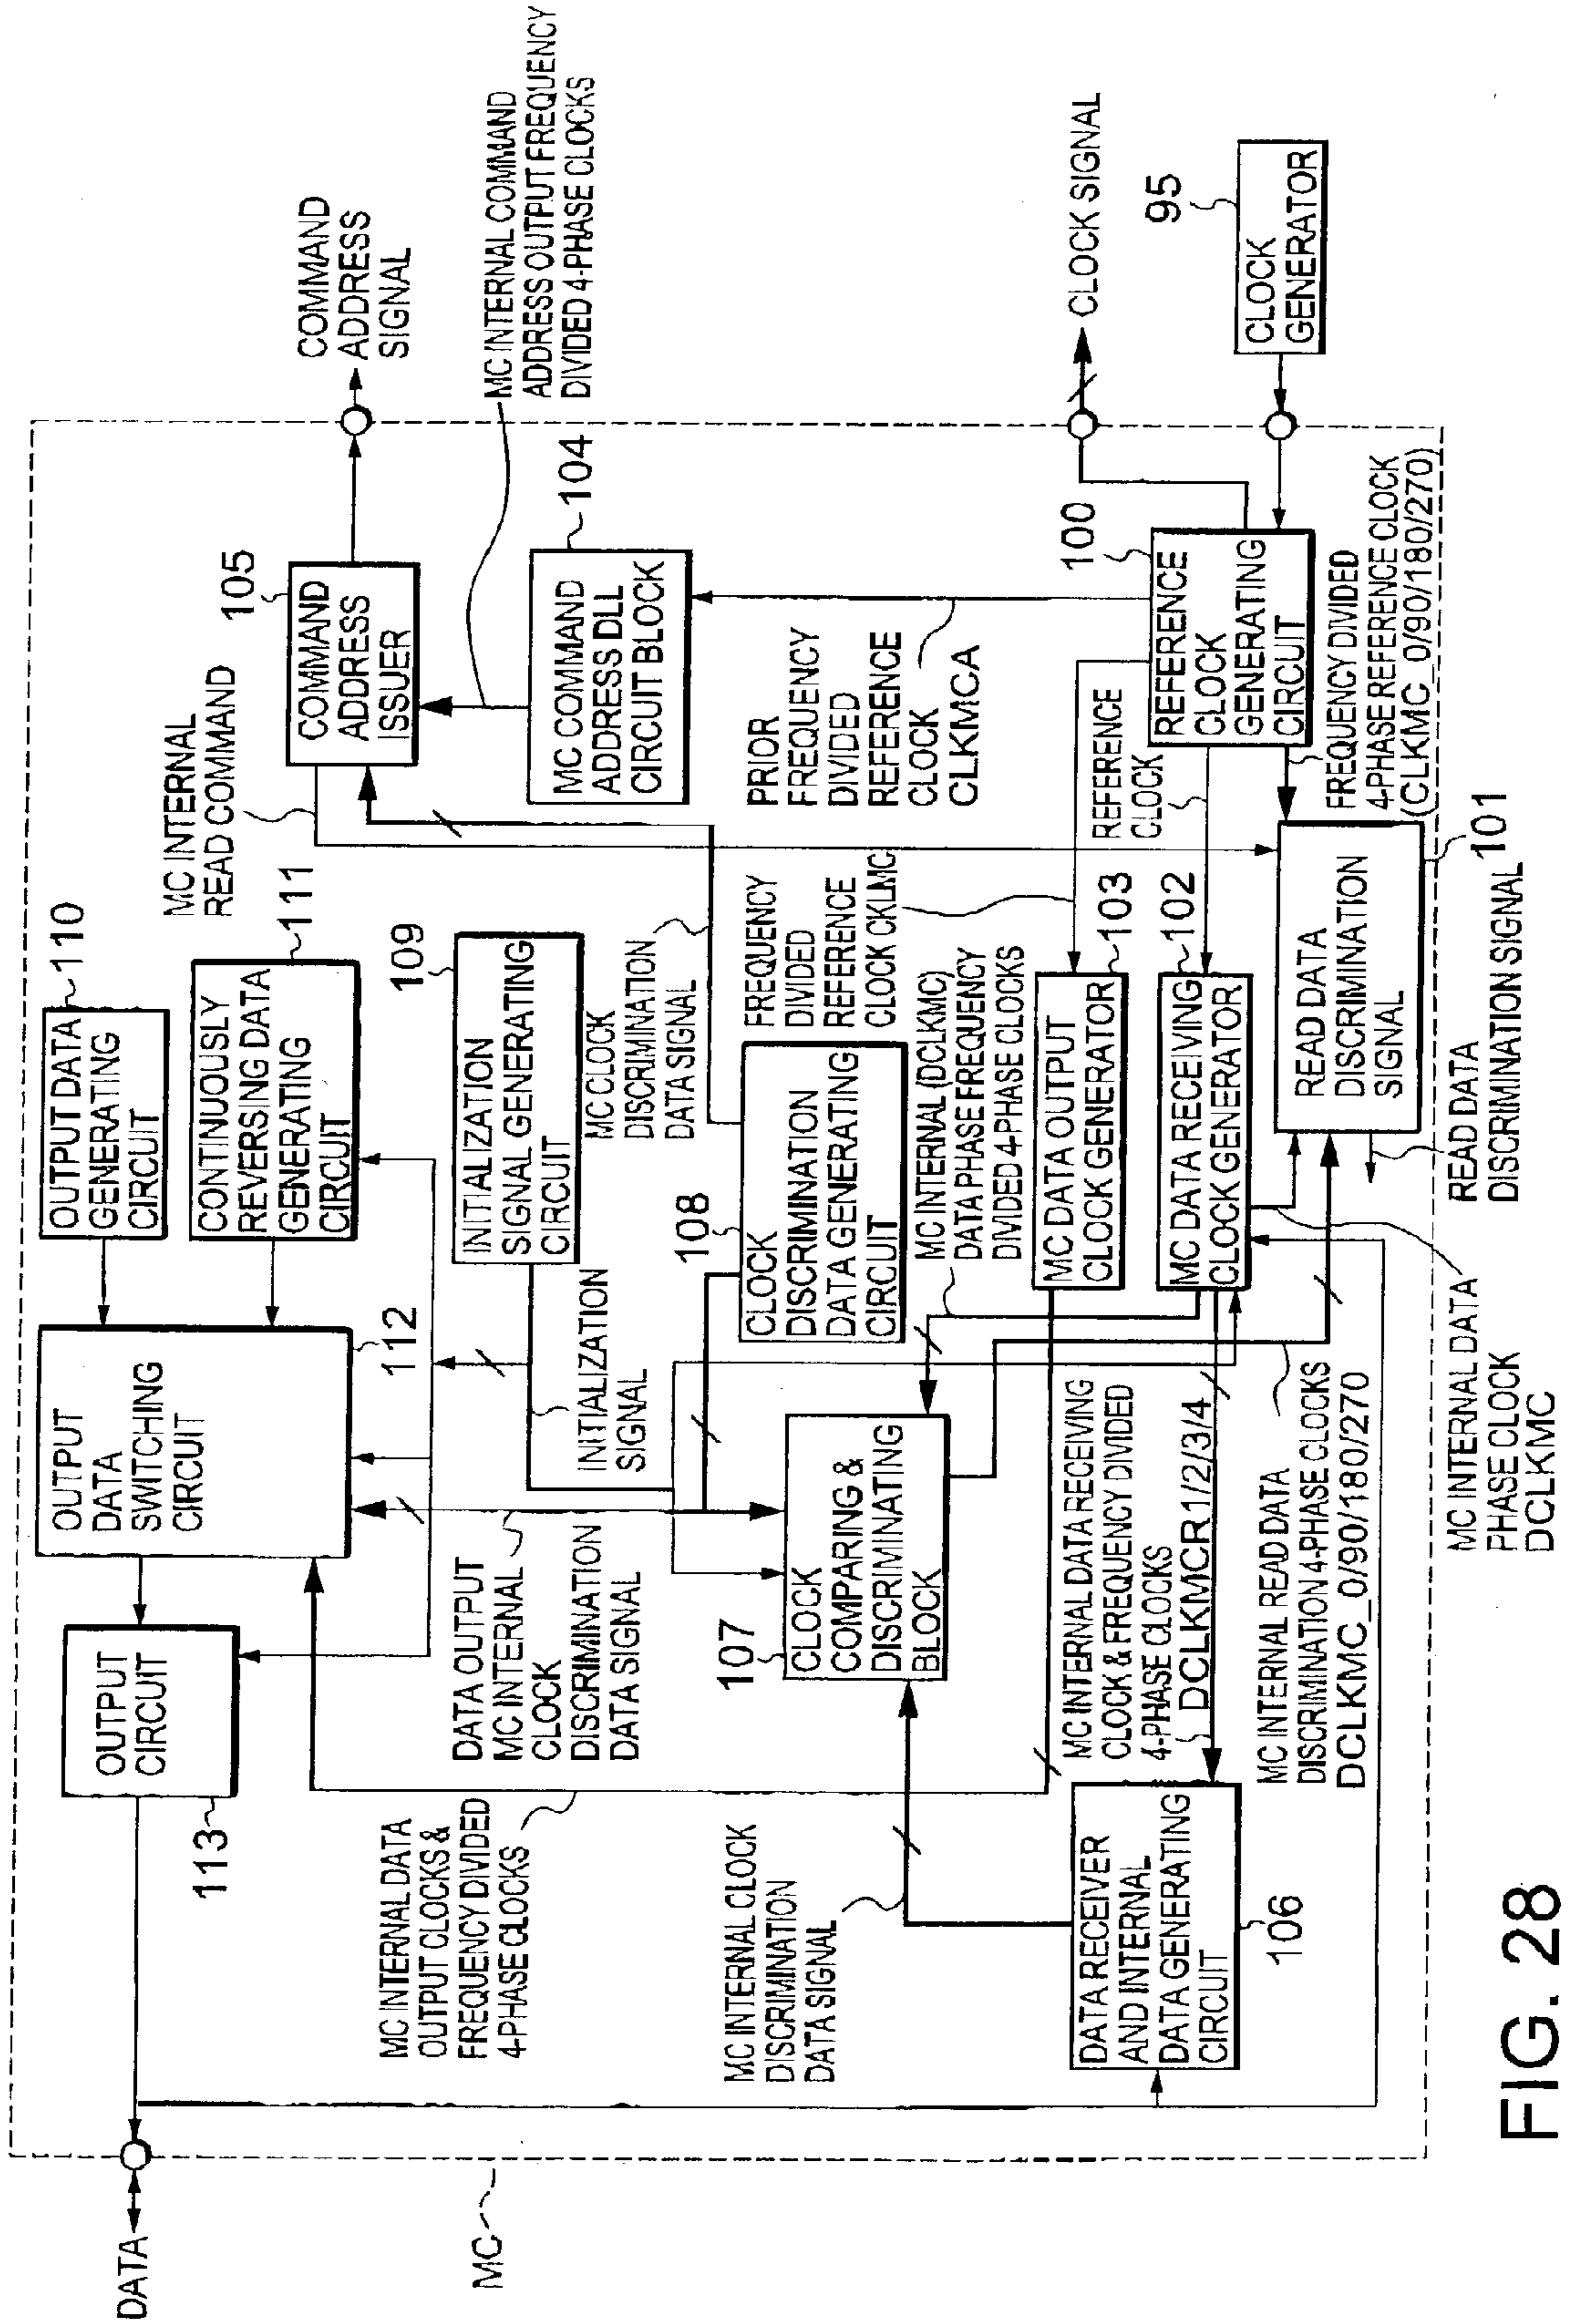 DATA
MC
OUTPUT
CIRCUIT
113
OUTPUT
DATA
SWITCHING
CIRCUIT
112
OUTPUT DATA
GENERATING
CIRCUIT
110
CONTINUOUSLY
REVERSING DATA
GENERATING
CIRCUIT
111
MC INTERNAL
READ COMMAND
COMMAND
ADDRESS
ISSUER
105
COMMAND
ADDRESS
SIGNAL
MC INTERNAL COMMAND
ADDRESS OUTPUT FREQUENCY
DIVIDED 4-PHASE CLOCKS
MC COMMAND
ADDRESS DLL
CIRCUIT BLOCK
104
INITIALIZATION
SIGNAL GENERATING
CIRCUIT
109
INITIALIZATION
SIGNAL
MC CLOCK
DISCRIMINATION
DATA SIGNAL
MC INTERNAL DATA
OUTPUT CLOCKS &
FREQUENCY DIVIDED
4-PHASE CLOCKS
DATA OUTPUT
MC INTERNAL
CLOCK
DISCRIMINATION
DATA SIGNAL
CLOCK
DISCRIMINATION
DATA GENERATING
CIRCUIT
108
CLOCK
COMPARING &
DISCRIMINATING
BLOCK
107
FREQUENCY
DIVIDED
REFERENCE
CLOCK CKLMC
PRIOR
FREQUENCY
DIVIDED
REFERENCE
CLOCK
CLKMCA
MC INTERNAL CLOCK
DISCRIMINATION
DATA SIGNAL
MC INTERNAL (DCLKMC)
DATA PHASE FREQUENCY
DIVIDED 4-PHASE CLOCKS
MC DATA OUTPUT
CLOCK GENERATOR
103
REFERENCE
CLOCK
REFERENCE
CLOCK
GENERATING
CIRCUIT
100
CLOCK SIGNAL
CLOCK
GENERATOR
95
DATA RECEIVER
AND INTERNAL
DATA GENERATING
CIRCUIT
106
MC INTERNAL DATA RECEIVING
CLOCK & FREQUENCY DIVIDED
4-PHASE CLOCKS
DCLKMCR1/2/3/4
MC DATA RECEIVING
CLOCK GENERATOR
102
MC INTERNAL READ DATA
DISCRIMINATION 4-PHASE CLOCKS
DCLKMC_0/90/180/270
READ DATA
DISCRIMINATION
SIGNAL
101
FREQUENCY DIVIDED
4-PHASE REFERENCE CLOCK
(CLKMC_0/90/180/270)
MC INTERNAL DATA
PHASE CLOCK
DCLKMC
READ DATA
DISCRIMINATION SIGNAL
FIG. 28